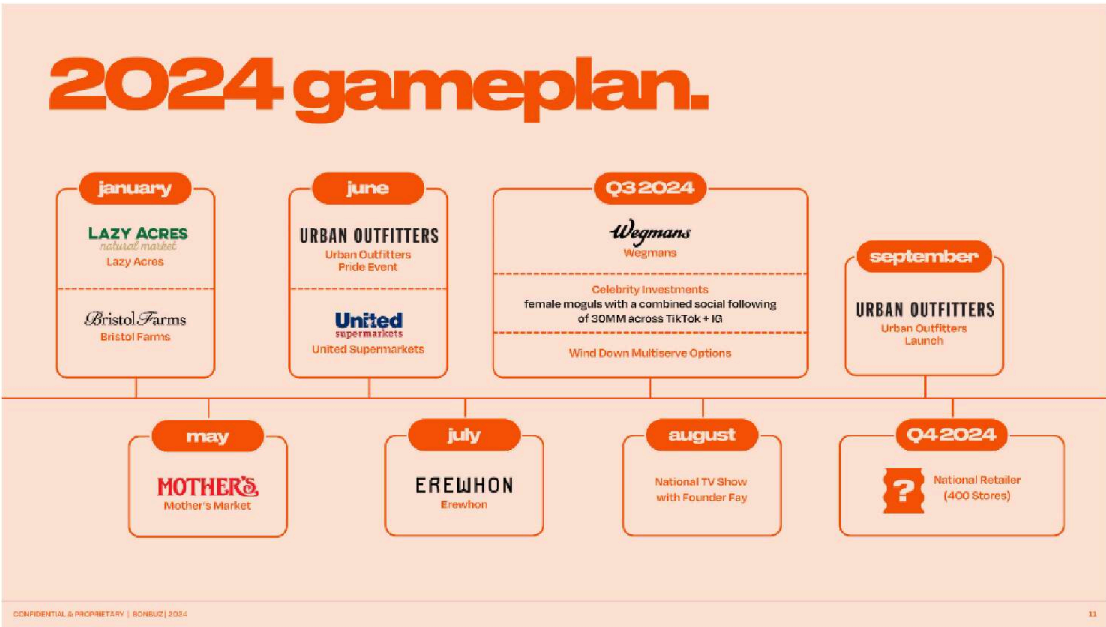 2024 gameplan.
january
LAZY ACRES
natural market
Lazy Acres
Bristol Farms
Bristol Farms
june
URBAN OUTFITTERS
Urban Outfitters
Pride Event
United
supermarkets
United Supermarkets
Q3 2024
Wegmans
Wegmans
Celebrity Investments
female moguls with a combined social following
of 30MM across TikTok + IG
Wind Down Multiserve Options
september
URBAN OUTFITTERS
Urban Outfitters
Launch
may
MOTHER'S
Mother's Market
july
EREWHON
Erewhon
august
National TV Show
with Founder Fay
Q4 2024
?
National Retailer
(400 Stores)
CONFIDENTIAL & PROPRIETARY | BONBUZ | 2024
11